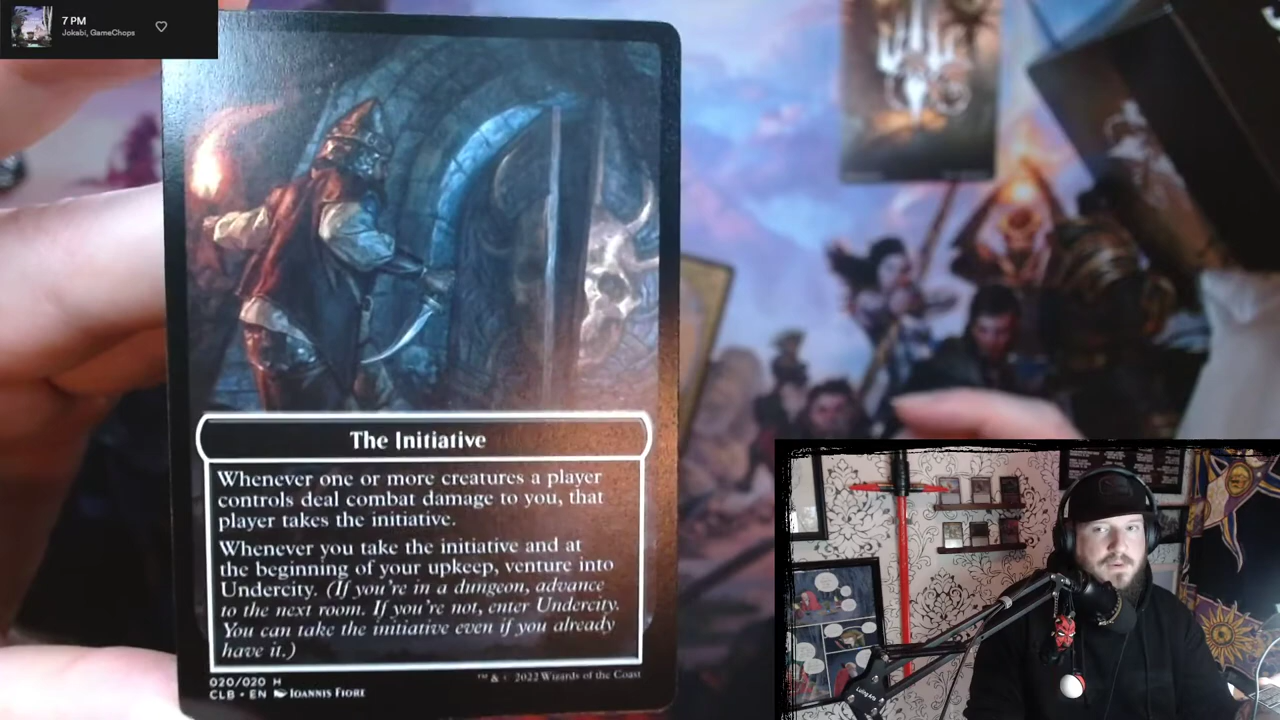 7 PM
Jokabi, GameChops
The Initiative
Whenever one or more creatures a player
controls deal combat damage to you, that
player takes the initiative.
Whenever you take the initiative and at
the beginning of your upkeep, venture into
Undercity. (If you're in a dungeon, advance
to the next room. If you're not, enter Undercity.
You can take the initiative even if you already
have it.)
020/020 H
™ & © 2022 Wizards of the Coast
CLB • EN Ioannis Fiore